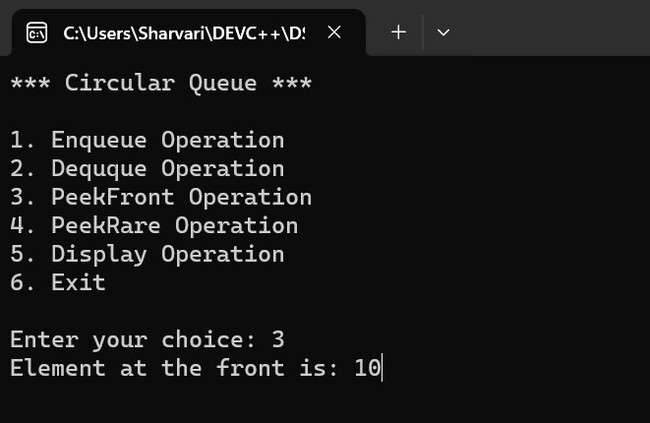 C:\Users\Sharvari\DEVC++\DS
*** Circular Queue ***
1. Enqueue Operation
2. Dequque Operation
3. PeekFront Operation
4. PeekRare Operation
5. Display Operation
6. Exit
Enter your choice: 3
Element at the front is: 10